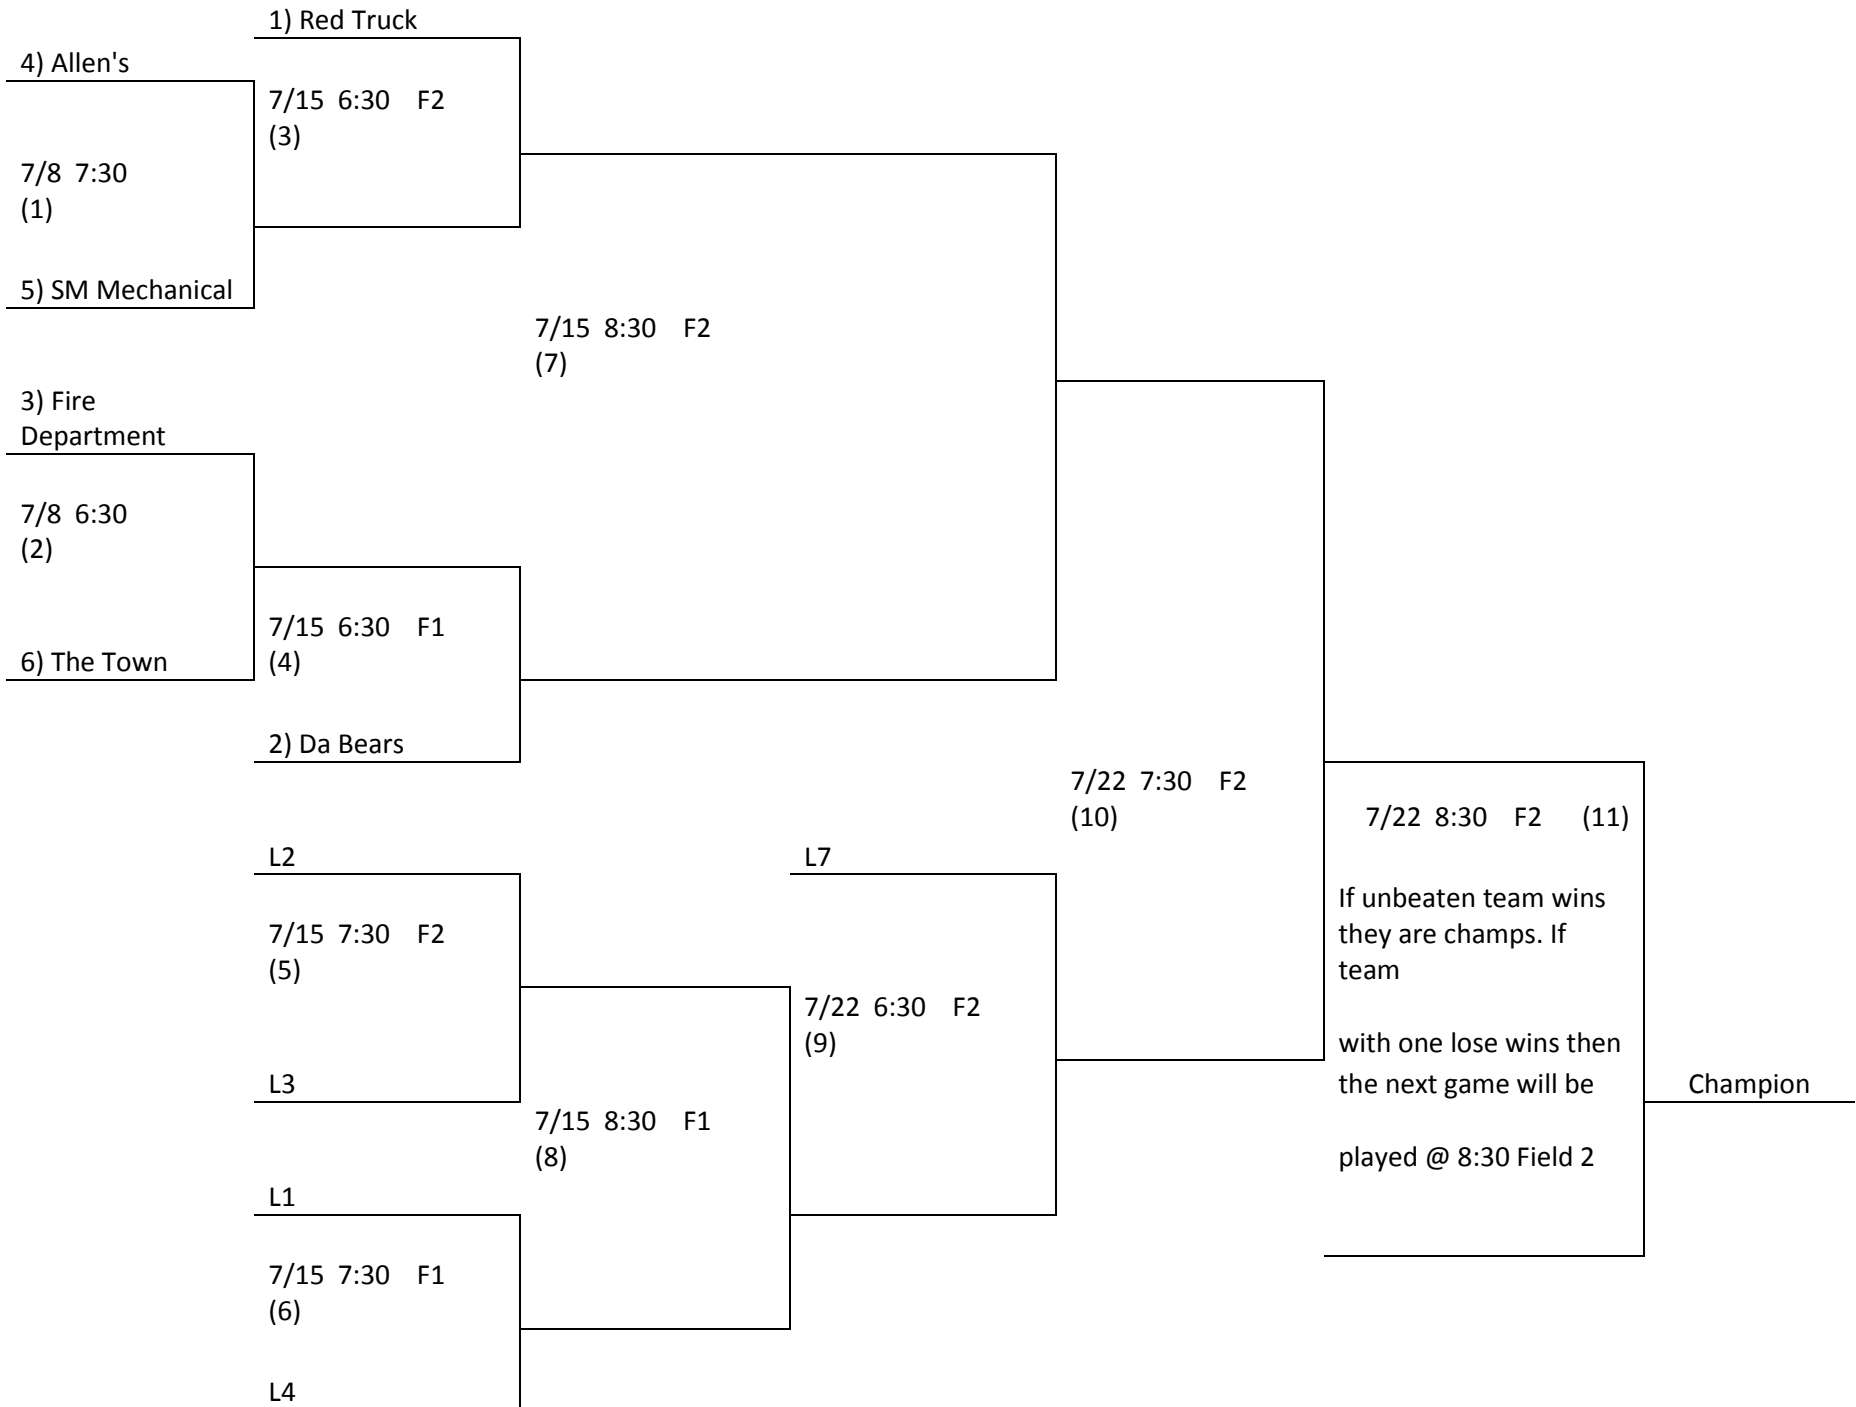 1) Red Truck
4) Allen's
7/15 6:30 F2
(3)
7/8 7:30
(1)
5) SM Mechanical
7/15 8:30 F2
(7)
3) Fire
Department
7/8 6:30
(2)
7/15 6:30 F1
(4)
6) The Town
2) Da Bears
7/22 7:30 F2
(10)
7/22 8:30 F2 (11)
L2
L7
If unbeaten team wins
they are champs. If
team
7/15 7:30 F2
(5)
7/22 6:30 F2
(9)
with one lose wins then
the next game will be
L3
Champion
7/15 8:30 F1
(8)
played @ 8:30 Field 2
L1
7/15 7:30 F1
(6)
L4